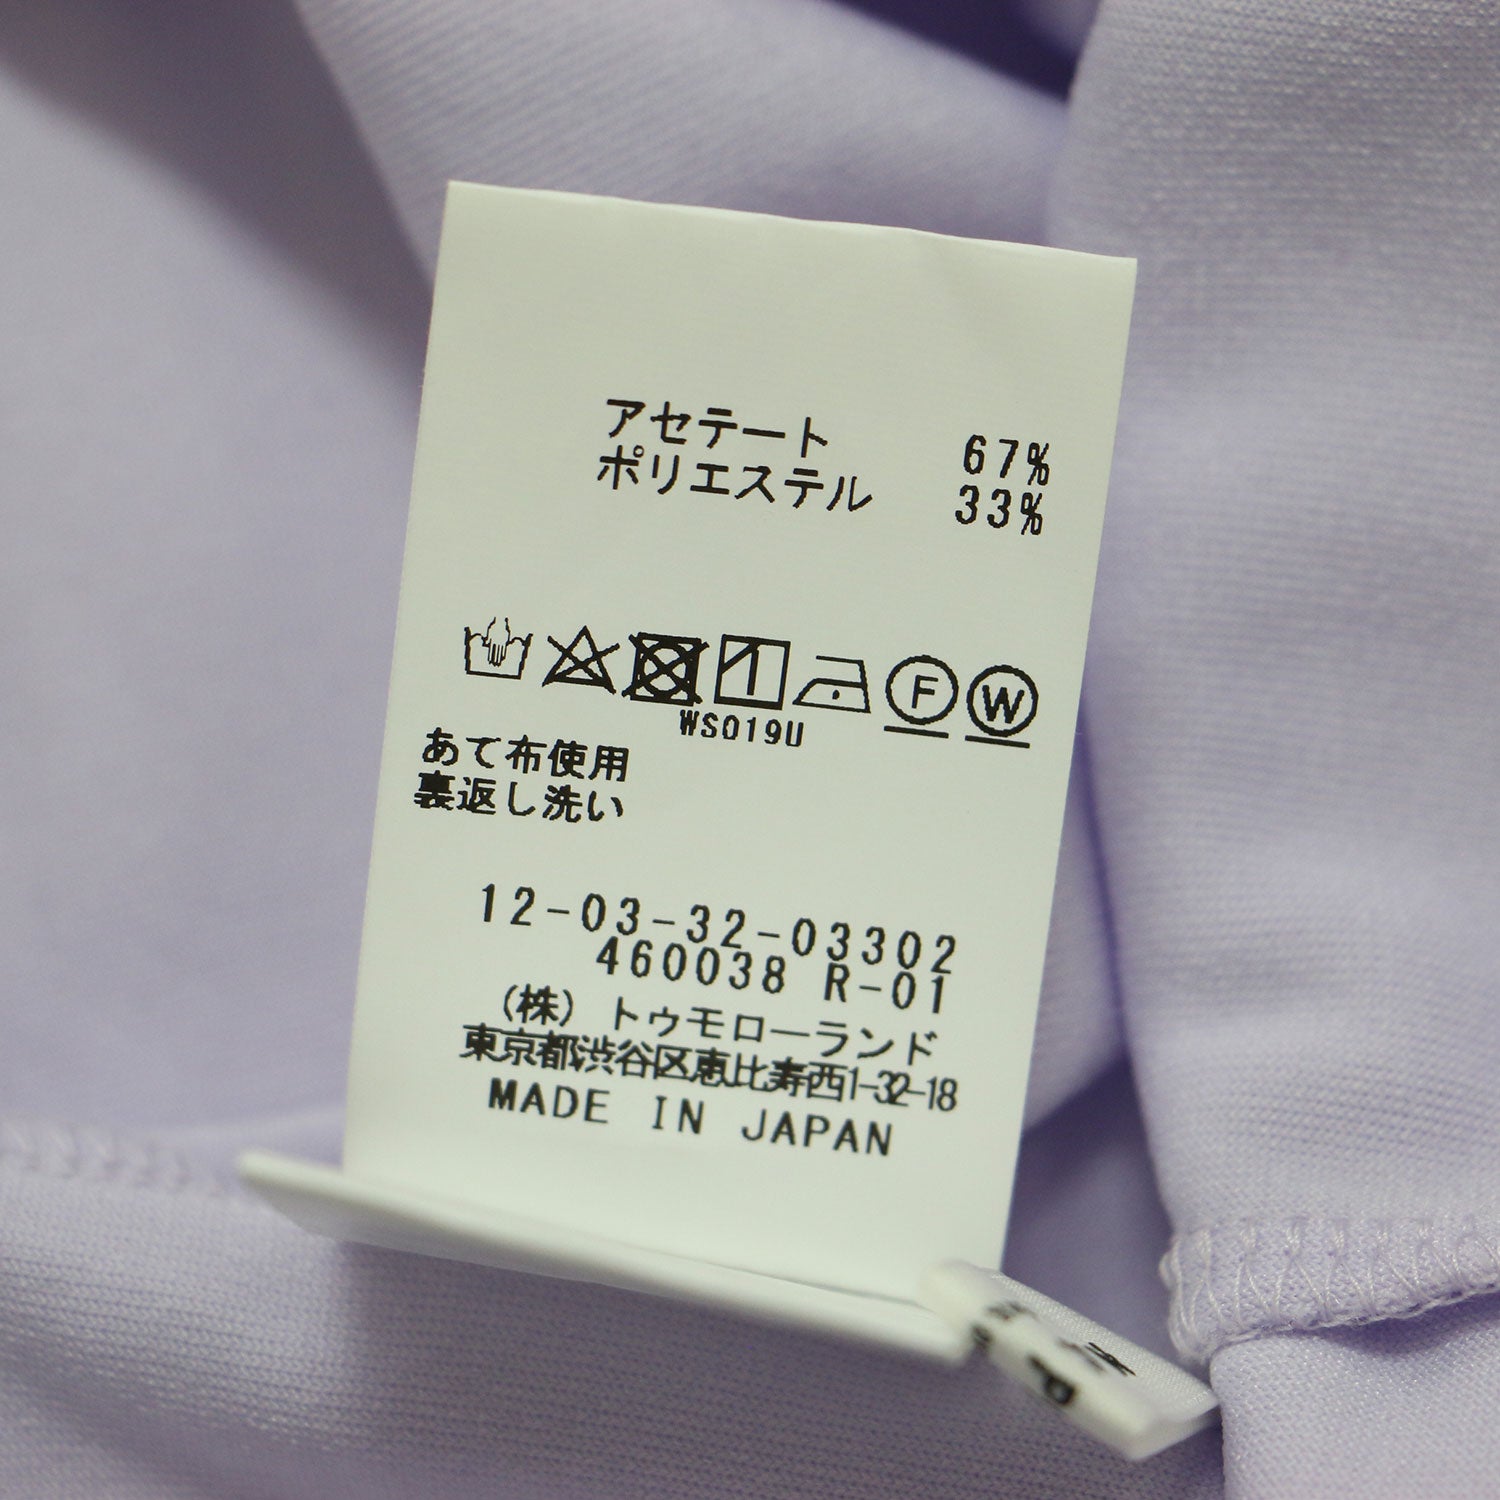 アセテート 67%
ポリエステル 33%
F W
WS019U
あて布使用
裏返し洗い
12-03-32-03302
460038 R-01
(株) トゥモローランド
東京都渋谷区恵比寿西1-32-18
MADE IN JAPAN